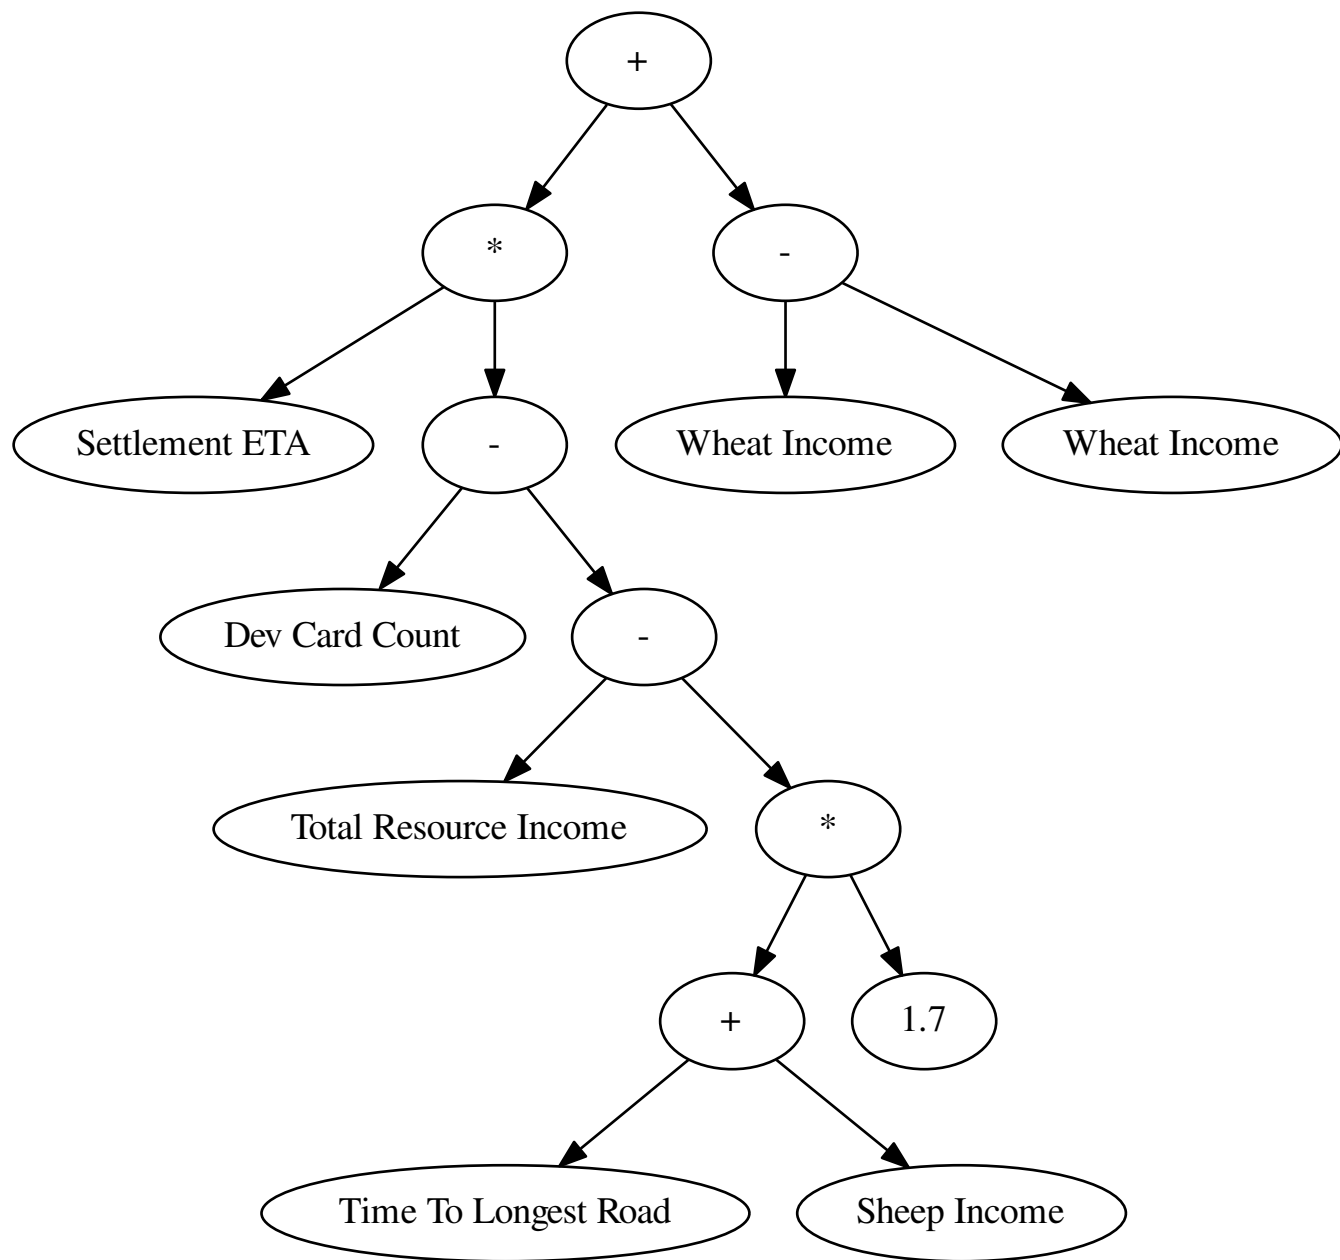 +
*
-
Settlement ETA
-
Wheat Income
Wheat Income
Dev Card Count
-
Total Resource Income
*
+
1.7
Time To Longest Road
Sheep Income